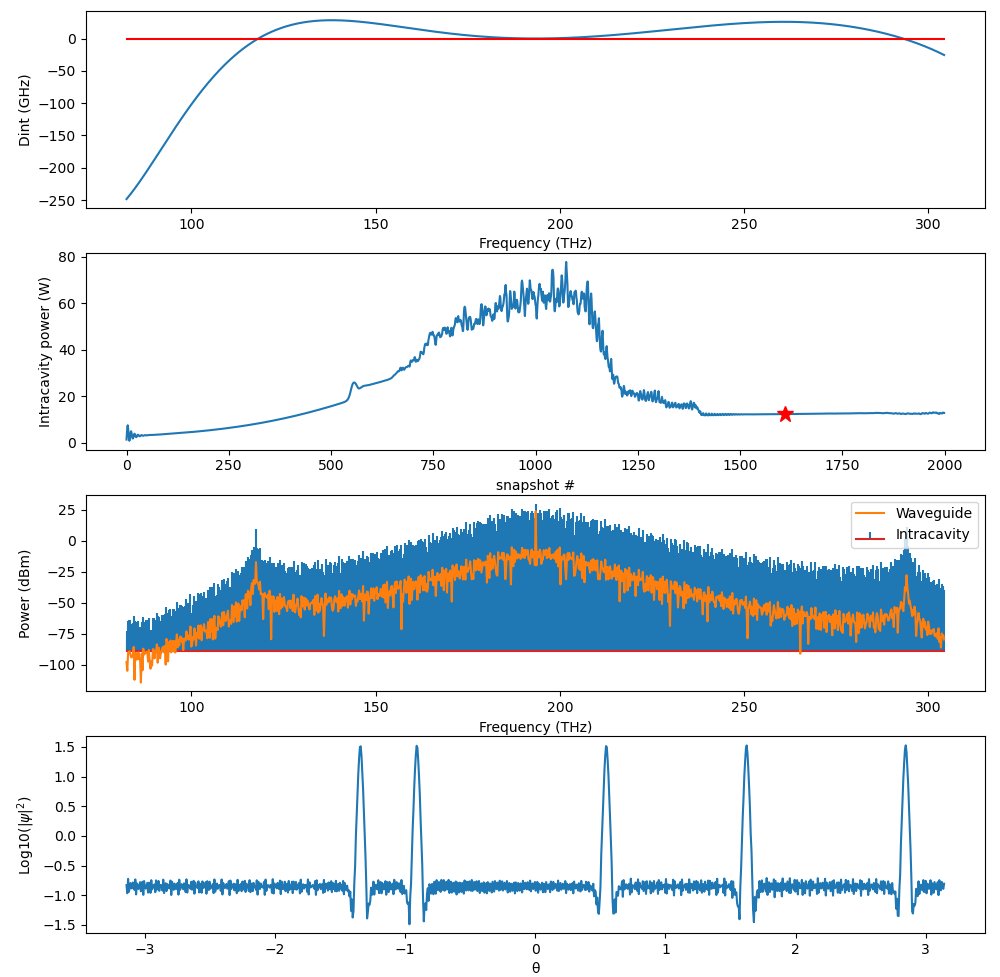 0
−50
−100
−150
−200
−250
Dint (GHz)
100 150 200 250 300
Frequency (THz)
80
60
40
20
0
Intracavity power (W)
0 250 500 750 1000 1250 1500 1750 2000
snapshot #
25
0
−25
−50
−75
−100
Power (dBm)
Waveguide
Intracavity
100 150 200 250 300
Frequency (THz)
1.5
1.0
0.5
0.0
−0.5
−1.0
−1.5
Log10(|ψ|²)
−3 −2 −1 0 1 2 3
θ